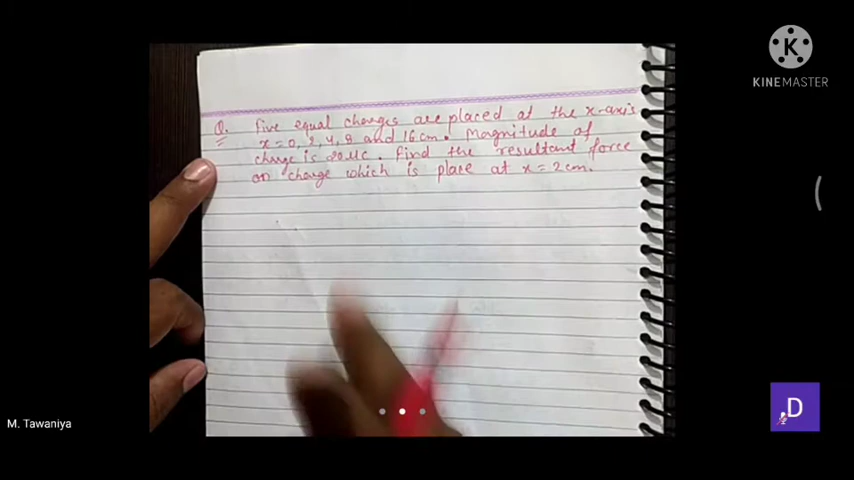 K
KINEMASTER
Q. Five equal charges are placed at the x-axis
x = 0, 2, 4, 8 and 16 cm. Magnitude of
charge is 20 μC. Find the resultant force
on charge which is place at x = 2 cm.
D
M. Tawaniya